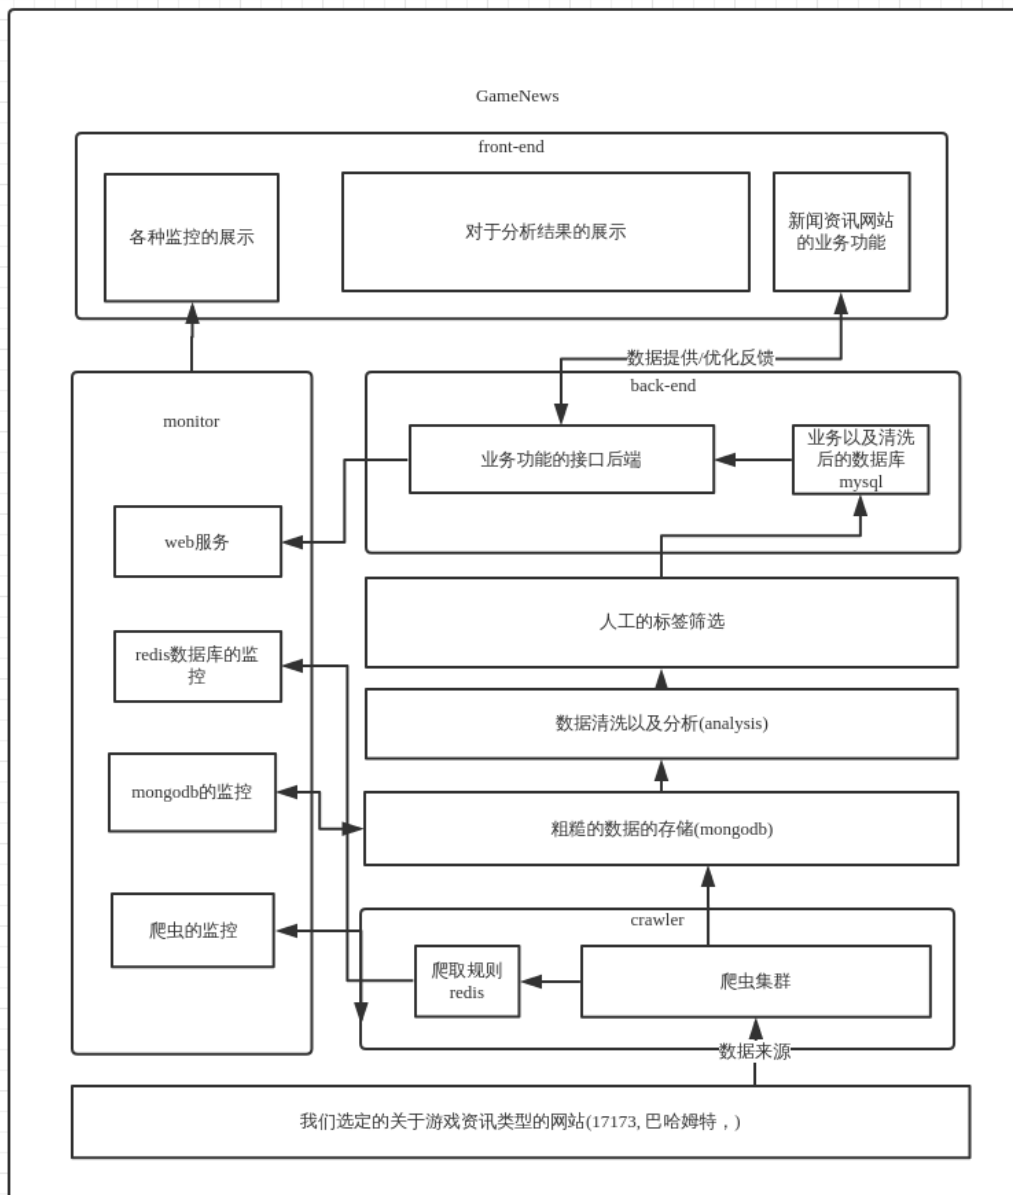 GameNews
front-end
各种监控的展示
对于分析结果的展示
新闻资讯网站
的业务功能
数据提供/优化反馈
back-end
monitor
业务功能的接口后端
业务以及清洗
后的数据库
mysql
web服务
人工的标签筛选
redis数据库的监
控
数据清洗以及分析(analysis)
mongodb的监控
粗糙的数据的存储(mongodb)
crawler
爬虫的监控
爬取规则
redis
爬虫集群
数据来源
我们选定的关于游戏资讯类型的网站(17173, 巴哈姆特，)